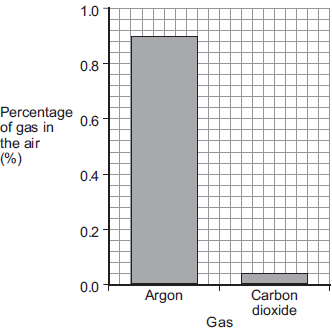 1.0
0.8
Percentage
of gas in
the air
(%)
0.6
0.4
0.2
0.0
Argon
Carbon
dioxide
Gas